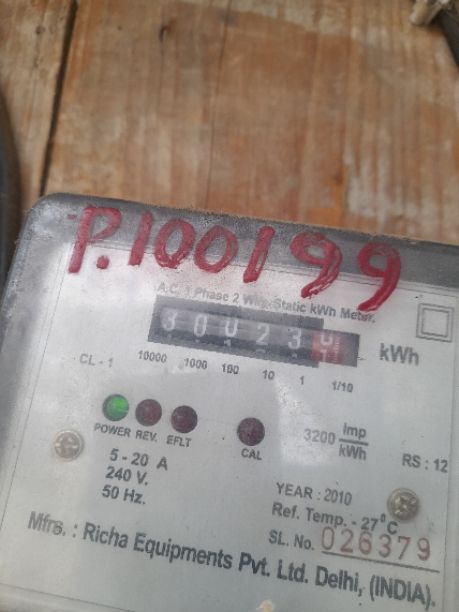 P.100199
A.C. 1 Phase 2 Wire Static kWh Meter.
30023
kWh
CL - 1 10000 1000 100 10 1 1/10
POWER REV. EFLT CAL
3200 Imp/kWh
RS : 12
5 - 20 A
240 V.
50 Hz.
YEAR : 2010
Ref. Temp. - 27°C
SL. No. 026379
Mfrs. : Richa Equipments Pvt. Ltd. Delhi, (INDIA).